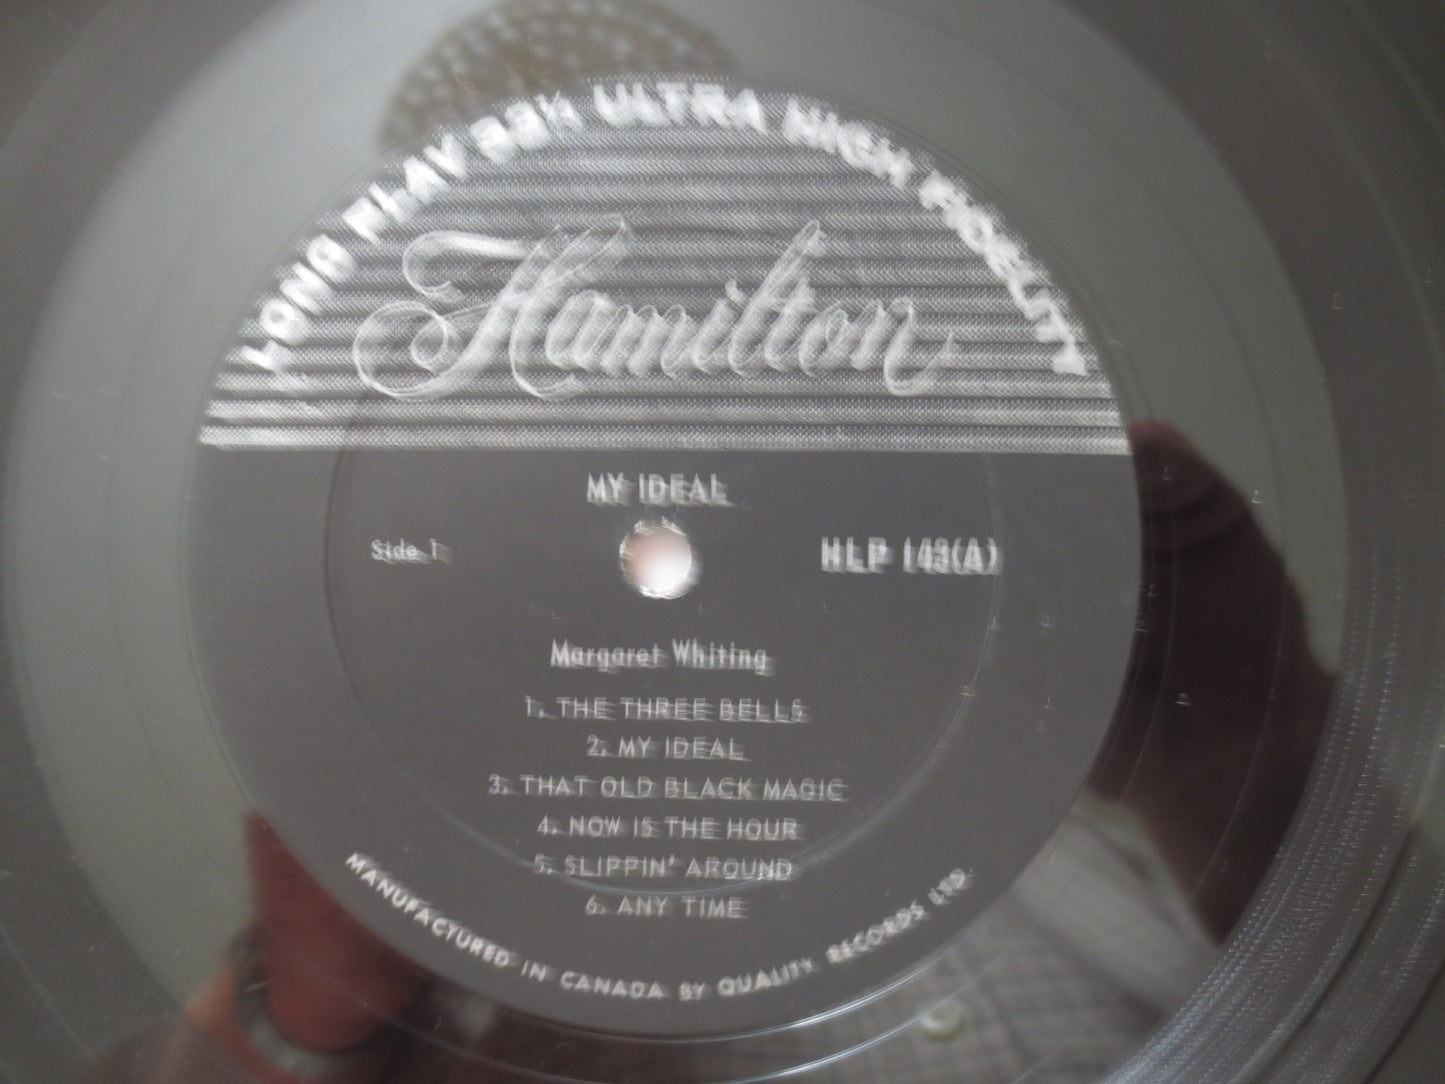 LONG PLAY 33⅓ ULTRA HIGH FIDELITY
Hamilton
MY IDEAL
Side 1
HLP 148(A)
Margaret Whiting
1. THE THREE BELLS
2. MY IDEAL
3. THAT OLD BLACK MAGIC
4. NOW IS THE HOUR
5. SLIPPIN' AROUND
6. ANY TIME
MANUFACTURED IN CANADA BY QUALITY RECORDS LTD.